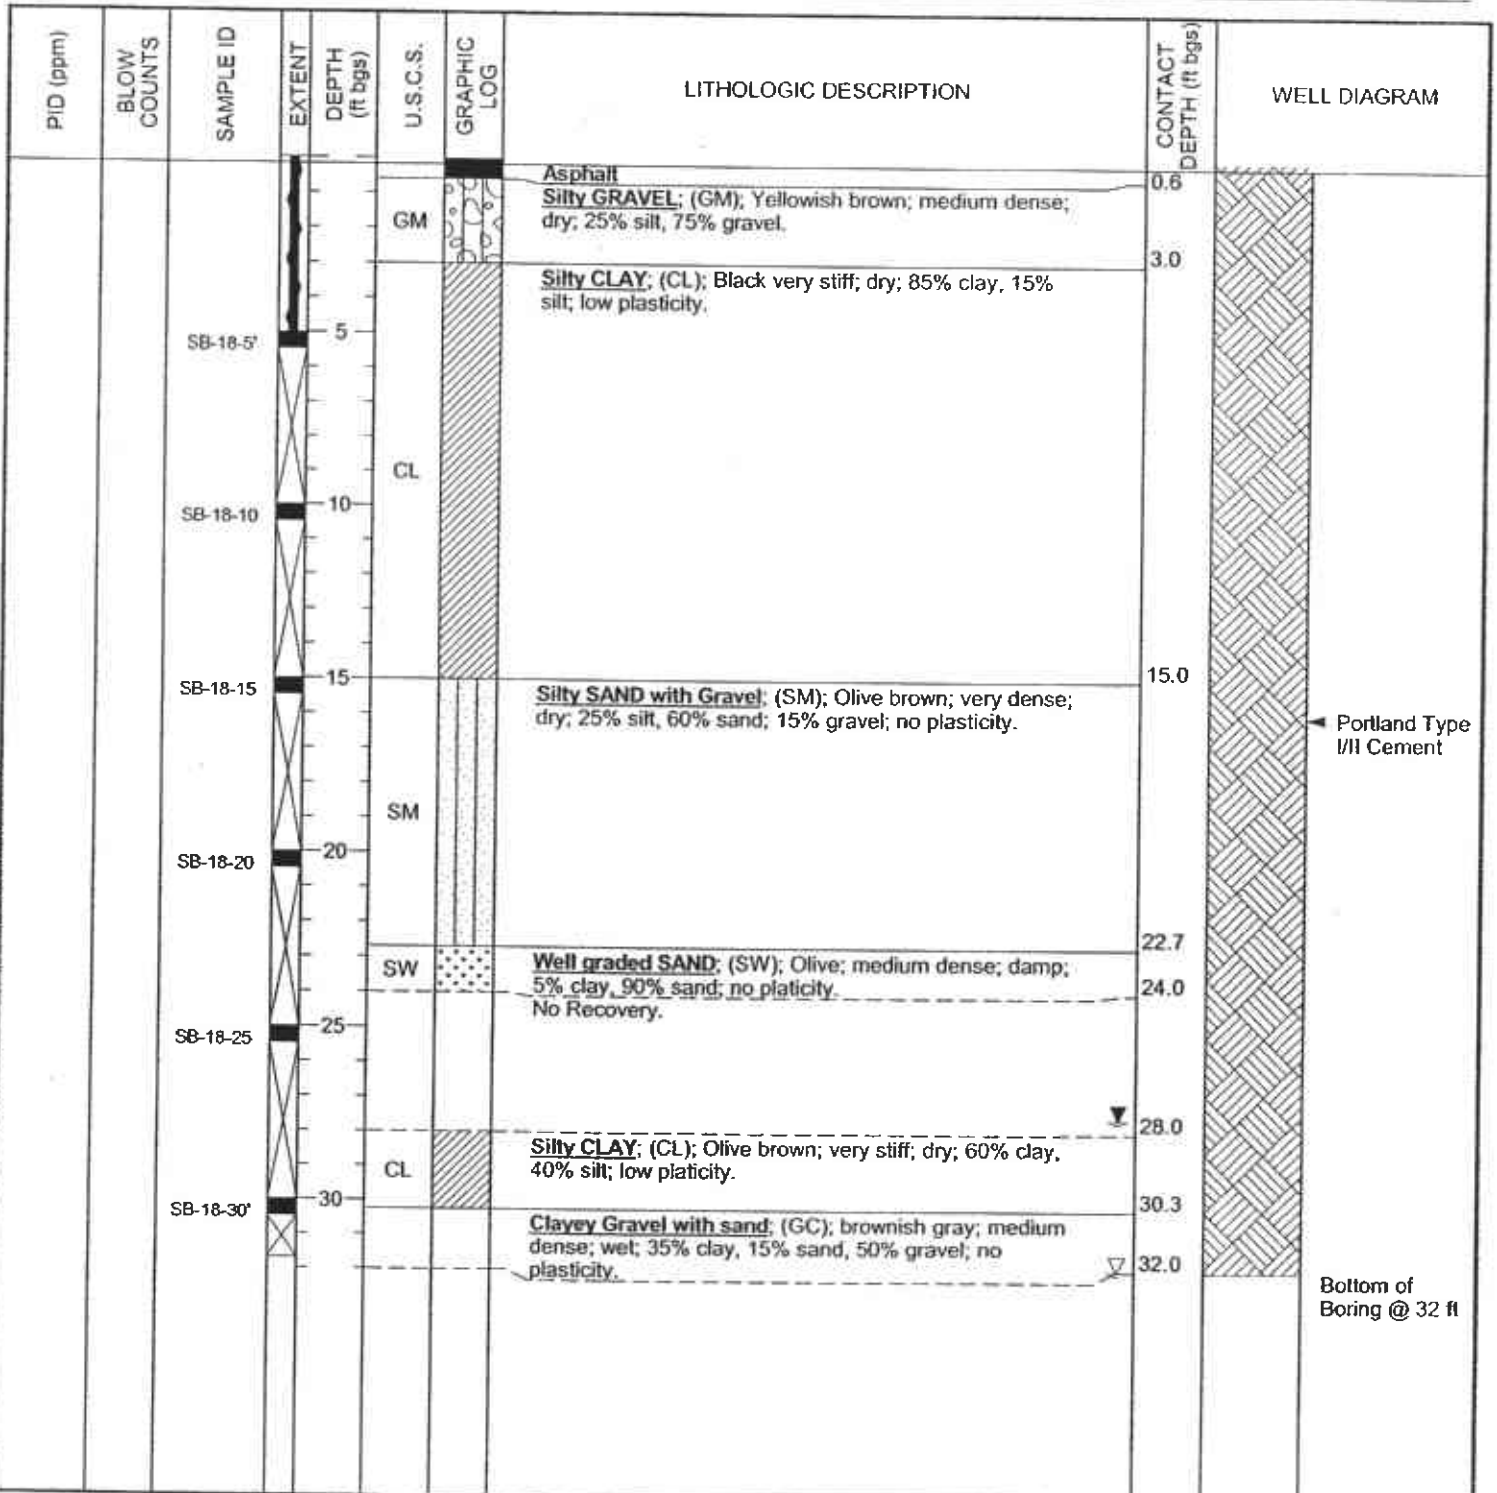 PID (ppm)
BLOW
COUNTS
SAMPLE ID
EXTENT
DEPTH
(ft bgs)
U.S.C.S.
GRAPHIC
LOG
LITHOLOGIC DESCRIPTION
CONTACT
DEPTH (ft bgs)
WELL DIAGRAM
Asphalt
0.6
GM
Silty GRAVEL; (GM); Yellowish brown; medium dense;
dry; 25% silt, 75% gravel.
3.0
Silty CLAY; (CL); Black very stiff; dry; 85% clay, 15%
silt; low plasticity.
SB-18-5'
5
CL
SB-18-10
10
SB-18-15
15
15.0
Silty SAND with Gravel; (SM); Olive brown; very dense;
dry; 25% silt, 60% sand; 15% gravel; no plasticity.
Portland Type
I/II Cement
SM
SB-18-20
20
22.7
SW
Well graded SAND; (SW); Olive; medium dense; damp;
5% clay, 90% sand; no platicity.
24.0
No Recovery.
SB-18-25
25
28.0
CL
Silty CLAY; (CL); Olive brown; very stiff; dry; 60% clay,
40% silt; low platicity.
SB-18-30'
30
30.3
Clayey Gravel with sand; (GC); brownish gray; medium
dense; wet; 35% clay, 15% sand, 50% gravel; no
plasticity.
32.0
Bottom of
Boring @ 32 ft